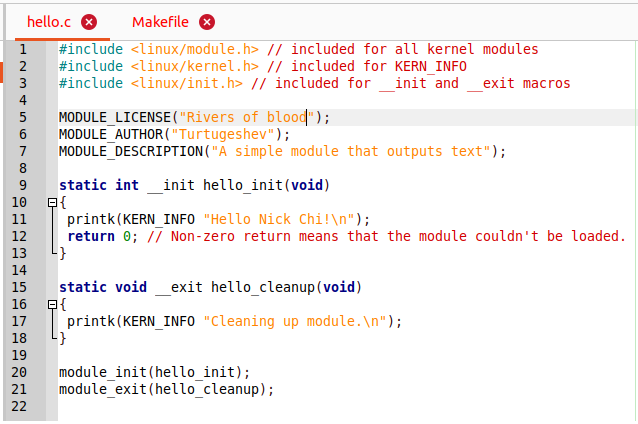 hello.c Makefile
1 #include <linux/module.h> // included for all kernel modules
2 #include <linux/kernel.h> // included for KERN_INFO
3 #include <linux/init.h> // included for __init and __exit macros
4
5 MODULE_LICENSE("Rivers of blood");
6 MODULE_AUTHOR("Turtugeshev");
7 MODULE_DESCRIPTION("A simple module that outputs text");
8
9 static int __init hello_init(void)
10 {
11 printk(KERN_INFO "Hello Nick Chi!\n");
12 return 0; // Non-zero return means that the module couldn't be loaded.
13 }
14
15 static void __exit hello_cleanup(void)
16 {
17 printk(KERN_INFO "Cleaning up module.\n");
18 }
19
20 module_init(hello_init);
21 module_exit(hello_cleanup);
22